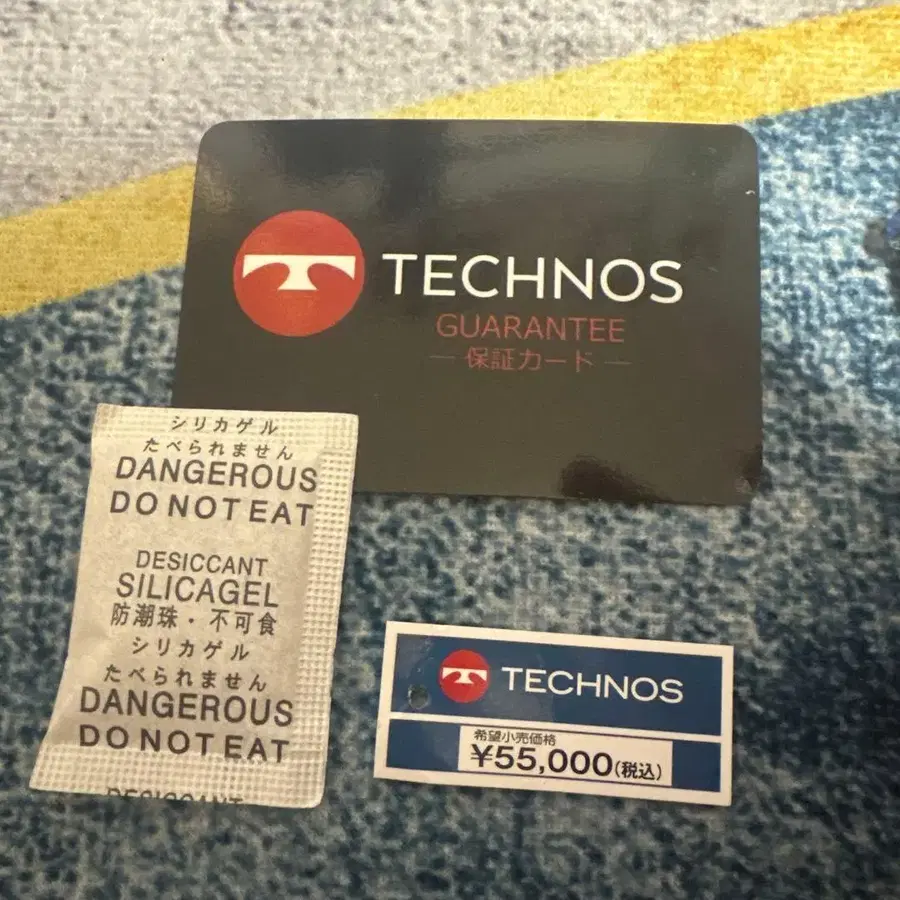 TECHNOS
GUARANTEE
保証カード
シリカゲル
たべられません
DANGEROUS
DO NOT EAT
DESICCANT
SILICAGEL
防潮珠・不可食
シリカゲル
たべられません
DANGEROUS
DO NOT EAT
DESICCANT
TECHNOS
希望小売価格
¥55,000(税込)